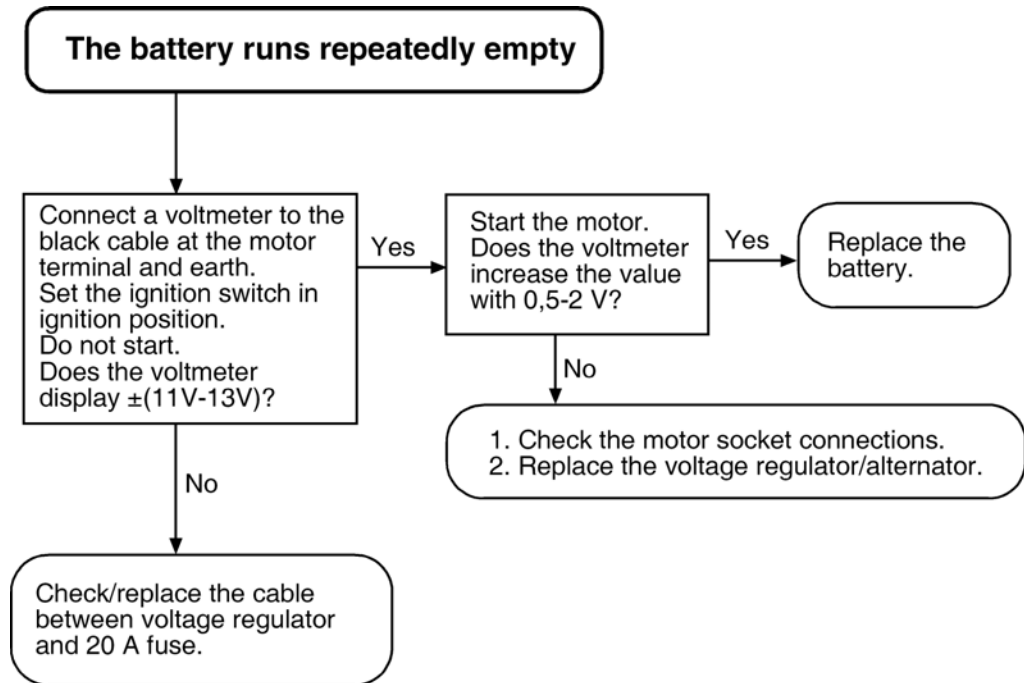 The battery runs repeatedly empty
Connect a voltmeter to the
black cable at the motor
terminal and earth.
Set the ignition switch in
ignition position.
Do not start.
Does the voltmeter
display ±(11V-13V)?
Yes
Start the motor.
Does the voltmeter
increase the value
with 0,5-2 V?
Yes
Replace the
battery.
No
1. Check the motor socket connections.
2. Replace the voltage regulator/alternator.
No
Check/replace the cable
between voltage regulator
and 20 A fuse.